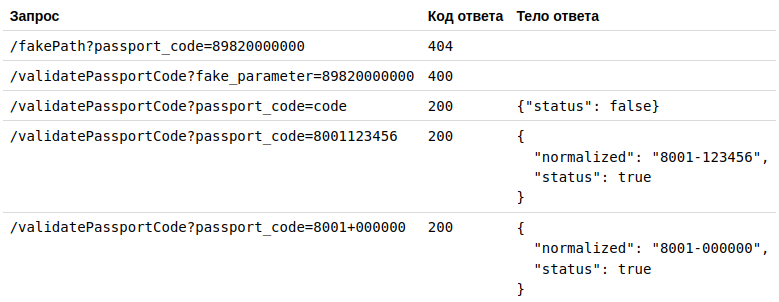 Запрос Код ответа Тело ответа
/fakePath?passport_code=89820000000 404
/validatePassportCode?fake_parameter=89820000000 400
/validatePassportCode?passport_code=code 200 {"status": false}
/validatePassportCode?passport_code=8001123456 200 {
"normalized": "8001-123456",
"status": true
}
/validatePassportCode?passport_code=8001+000000 200 {
"normalized": "8001-000000",
"status": true
}